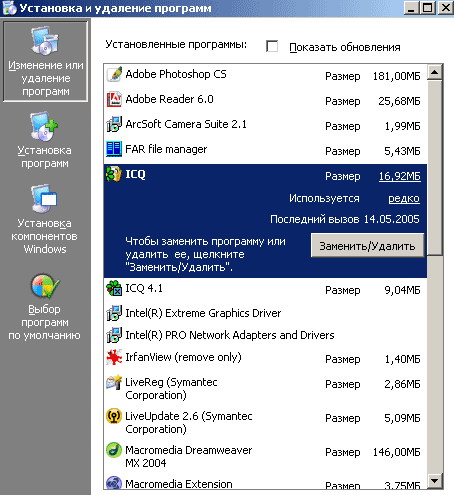 Установка и удаление программ
Изменение или
удаление
программ
Установка
программ
Установка
компонентов
Windows
Выбор
программ
по умолчанию
Установленные программы: Показать обновления
Adobe Photoshop CS Размер 181,00МБ
Adobe Reader 6.0 Размер 25,68МБ
ArcSoft Camera Suite 2.1 Размер 1,99МБ
FAR file manager Размер 5,43МБ
ICQ Размер 16,92МБ
Используется редко
Последний вызов 14.05.2005
Чтобы заменить программу или
удалить ее, щелкните
"Заменить/Удалить".
Заменить/Удалить
ICQ 4.1 Размер 9,04МБ
Intel(R) Extreme Graphics Driver
Intel(R) PRO Network Adapters and Drivers
IrfanView (remove only) Размер 1,40МБ
LiveReg (Symantec
Corporation) Размер 2,86МБ
LiveUpdate 2.6 (Symantec
Corporation) Размер 5,09МБ
Macromedia Dreamweaver
MX 2004 Размер 146,00МБ
Macromedia Extension Размер 3,75МБ